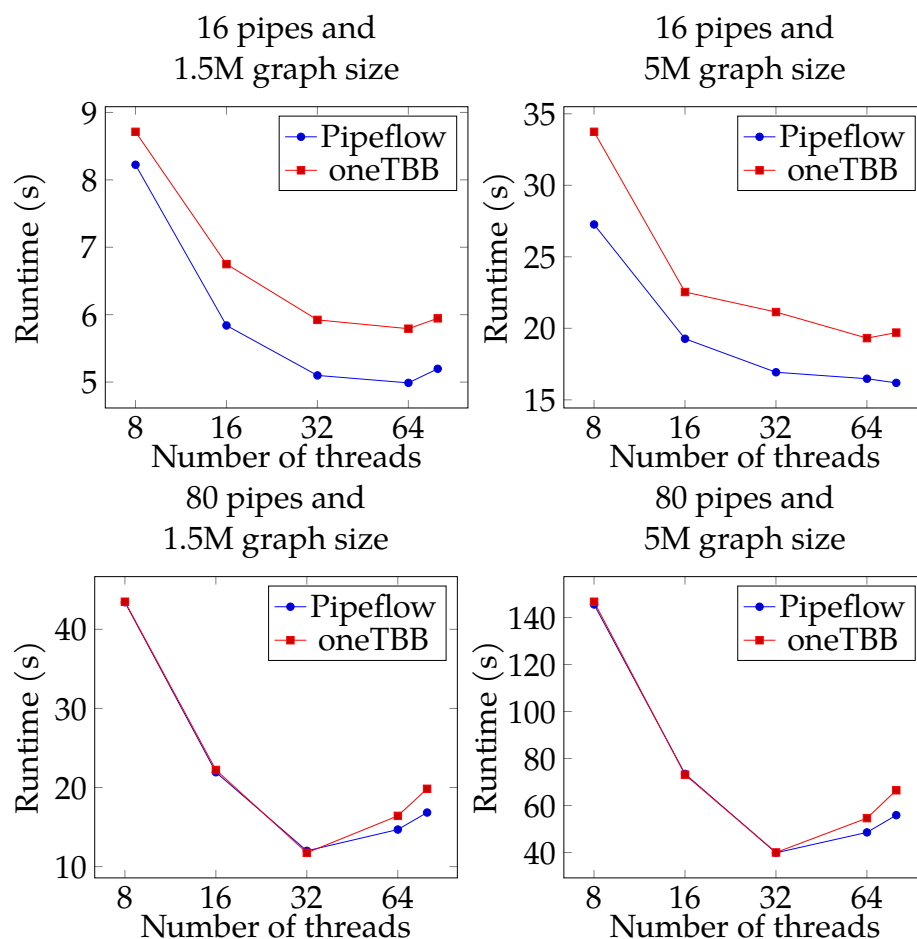 16 pipes and
1.5M graph size
9
8
7
6
5
Runtime (s)
Pipeflow
oneTBB
8 16 32 64
Number of threads
16 pipes and
5M graph size
35
30
25
20
15
Runtime (s)
Pipeflow
oneTBB
8 16 32 64
Number of threads
80 pipes and
1.5M graph size
40
30
20
10
Runtime (s)
Pipeflow
oneTBB
8 16 32 64
Number of threads
80 pipes and
5M graph size
140
120
100
80
60
40
Runtime (s)
Pipeflow
oneTBB
8 16 32 64
Number of threads